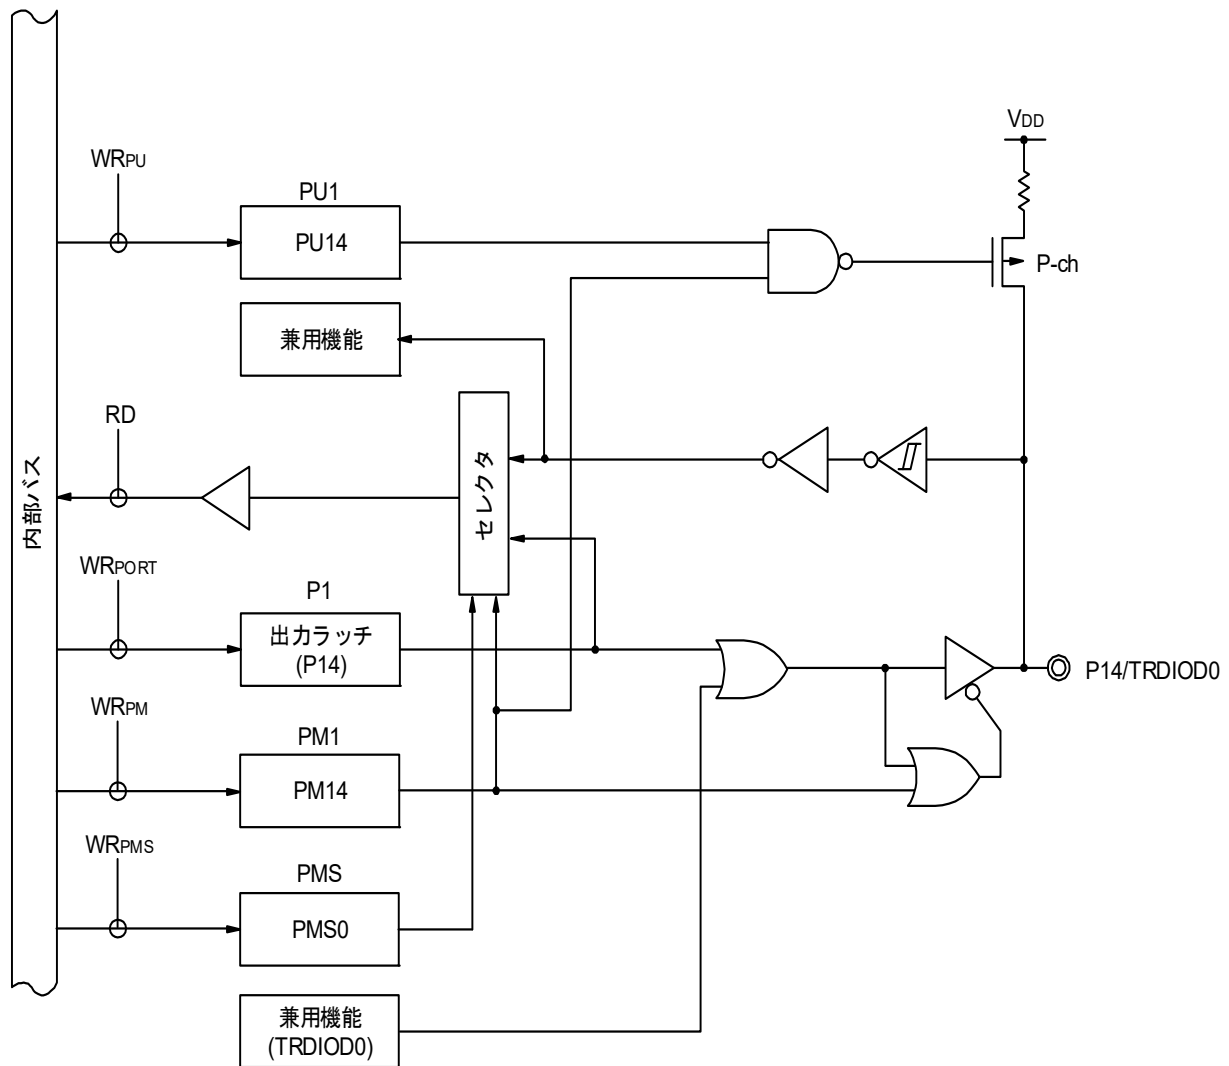 VDD
WRPU
PU1
PU14
P-ch
兼用機能
RD
セレクタ
内部バス
WRPORT
P1
出力ラッチ
(P14)
P14/TRDIOD0
WRPM
PM1
PM14
WRPMS
PMS
PMS0
兼用機能
(TRDIOD0)